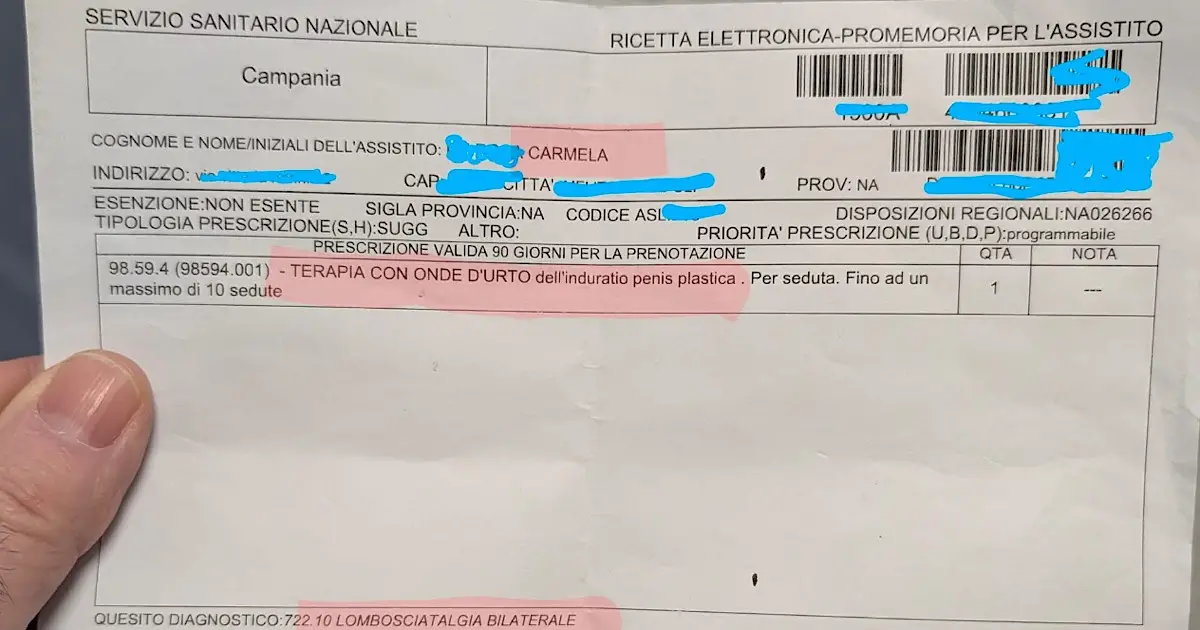 SERVIZIO SANITARIO NAZIONALE
RICETTA ELETTRONICA-PROMEMORIA PER L'ASSISTITO
Campania
COGNOME E NOME/INIZIALI DELL'ASSISTITO: CARMELA
INDIRIZZO: CAP CITTA' PROV: NA
ESENZIONE:NON ESENTE SIGLA PROVINCIA:NA CODICE ASL: DISPOSIZIONI REGIONALI:NA026266
TIPOLOGIA PRESCRIZIONE(S,H):SUGG ALTRO: PRIORITA' PRESCRIZIONE (U,B,D,P):programmabile
PRESCRIZIONE VALIDA 90 GIORNI PER LA PRENOTAZIONE QTA NOTA
98.59.4 (98594.001) - TERAPIA CON ONDE D'URTO dell'induratio penis plastica . Per seduta. Fino ad un
massimo di 10 sedute
1 ---
QUESITO DIAGNOSTICO:722.10 LOMBOSCIATALGIA BILATERALE